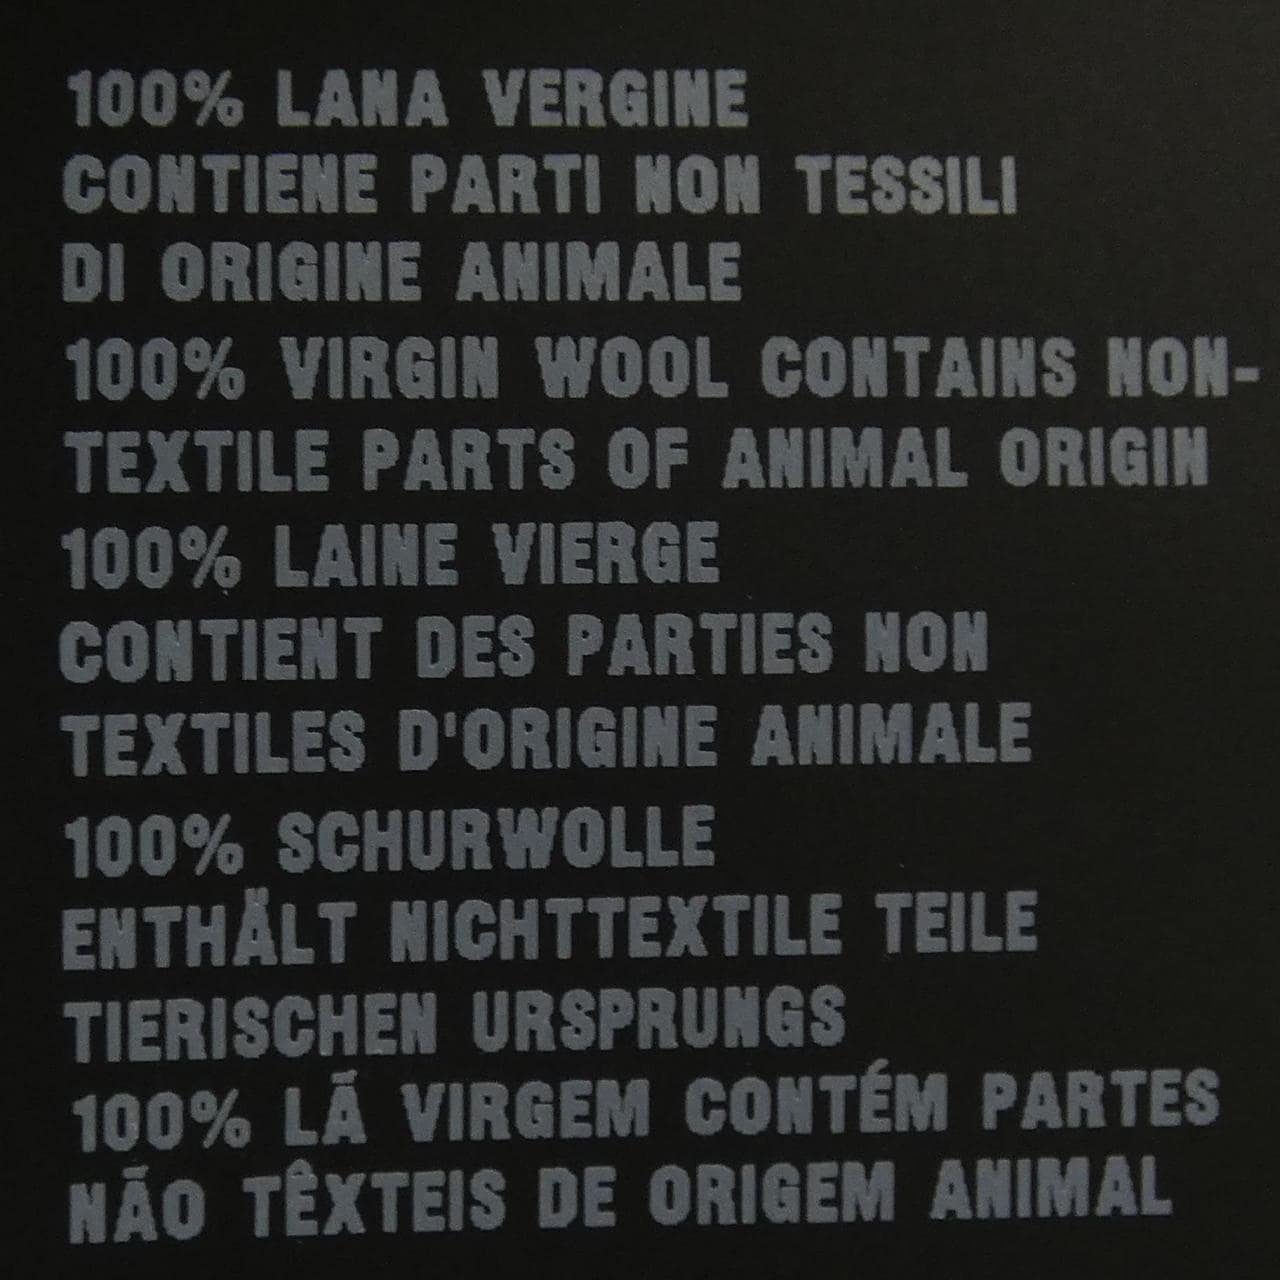 100% LANA VERGINE
CONTIENE PARTI NON TESSILI
DI ORIGINE ANIMALE
100% VIRGIN WOOL CONTAINS NON-
TEXTILE PARTS OF ANIMAL ORIGIN
100% LAINE VIERGE
CONTIENT DES PARTIES NON
TEXTILES D'ORIGINE ANIMALE
100% SCHURWOLLE
ENTHÄLT NICHTTEXTILE TEILE
TIERISCHEN URSPRUNGS
100% LÃ VIRGEM CONTÉM PARTES
NÃO TÊXTEIS DE ORIGEM ANIMAL